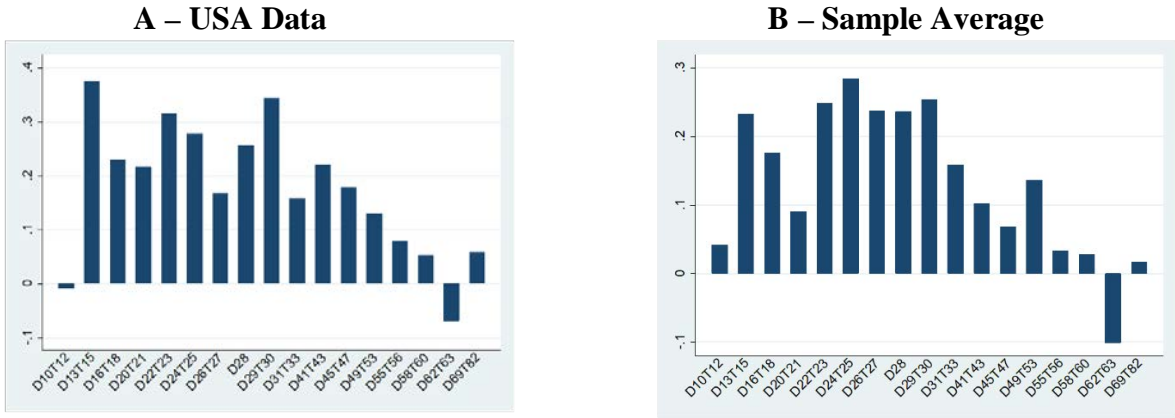 A – USA Data
B – Sample Average
.4
.3
.2
.1
0
-.1
D10T12 D13T15 D16T18 D20T21 D22T23 D24T25 D26T27 D28 D29T30 D31T33 D41T43 D45T47 D49T53 D55T56 D58T60 D62T63 D69T82
.3
.2
.1
0
-.1
D10T12 D13T15 D16T18 D20T21 D22T23 D24T25 D26T27 D28 D29T30 D31T33 D41T43 D45T47 D49T53 D55T56 D58T60 D62T63 D69T82